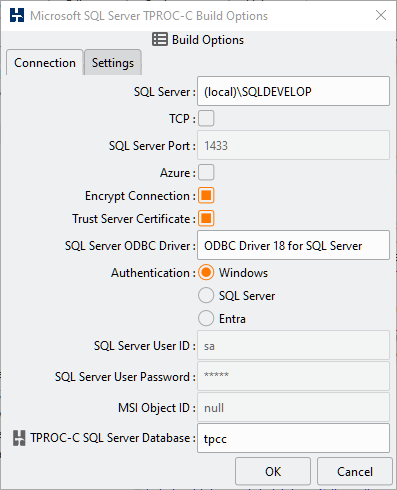 Microsoft SQL Server TPROC-C Build Options
Build Options
Connection Settings
SQL Server : (local)\SQLDEVELOP
TCP :
SQL Server Port : 1433
Azure :
Encrypt Connection :
Trust Server Certificate :
SQL Server ODBC Driver : ODBC Driver 18 for SQL Server
Authentication : Windows
SQL Server
Entra
SQL Server User ID : sa
SQL Server User Password : *****
MSI Object ID : null
TPROC-C SQL Server Database : tpcc
OK Cancel